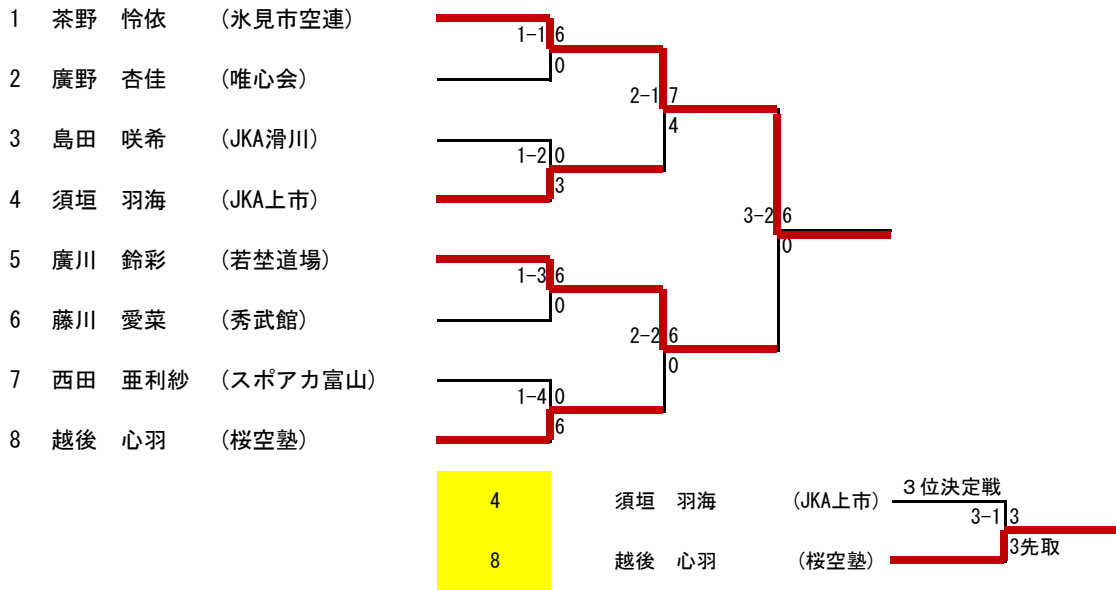 1 茶野 怜依 (氷見市空連)
1-1 6
0
2 廣野 杏佳 (唯心会)
2-1 7
4
3 島田 咲希 (JKA滑川)
1-2 0
3
4 須垣 羽海 (JKA上市)
3-2 6
0
5 廣川 鈴彩 (若埜道場)
1-3 6
0
6 藤川 愛菜 (秀武館)
2-2 6
0
7 西田 亜利紗 (スポアカ富山)
1-4 0
6
8 越後 心羽 (桜空塾)
3位決定戦
4 須垣 羽海 (JKA上市)
3-1 3
3先取
8 越後 心羽 (桜空塾)